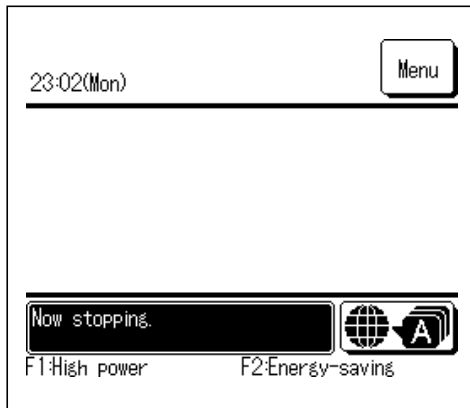 23:02(Mon)
Menu
Now stopping.
A
F1:High power
F2:Energy-saving